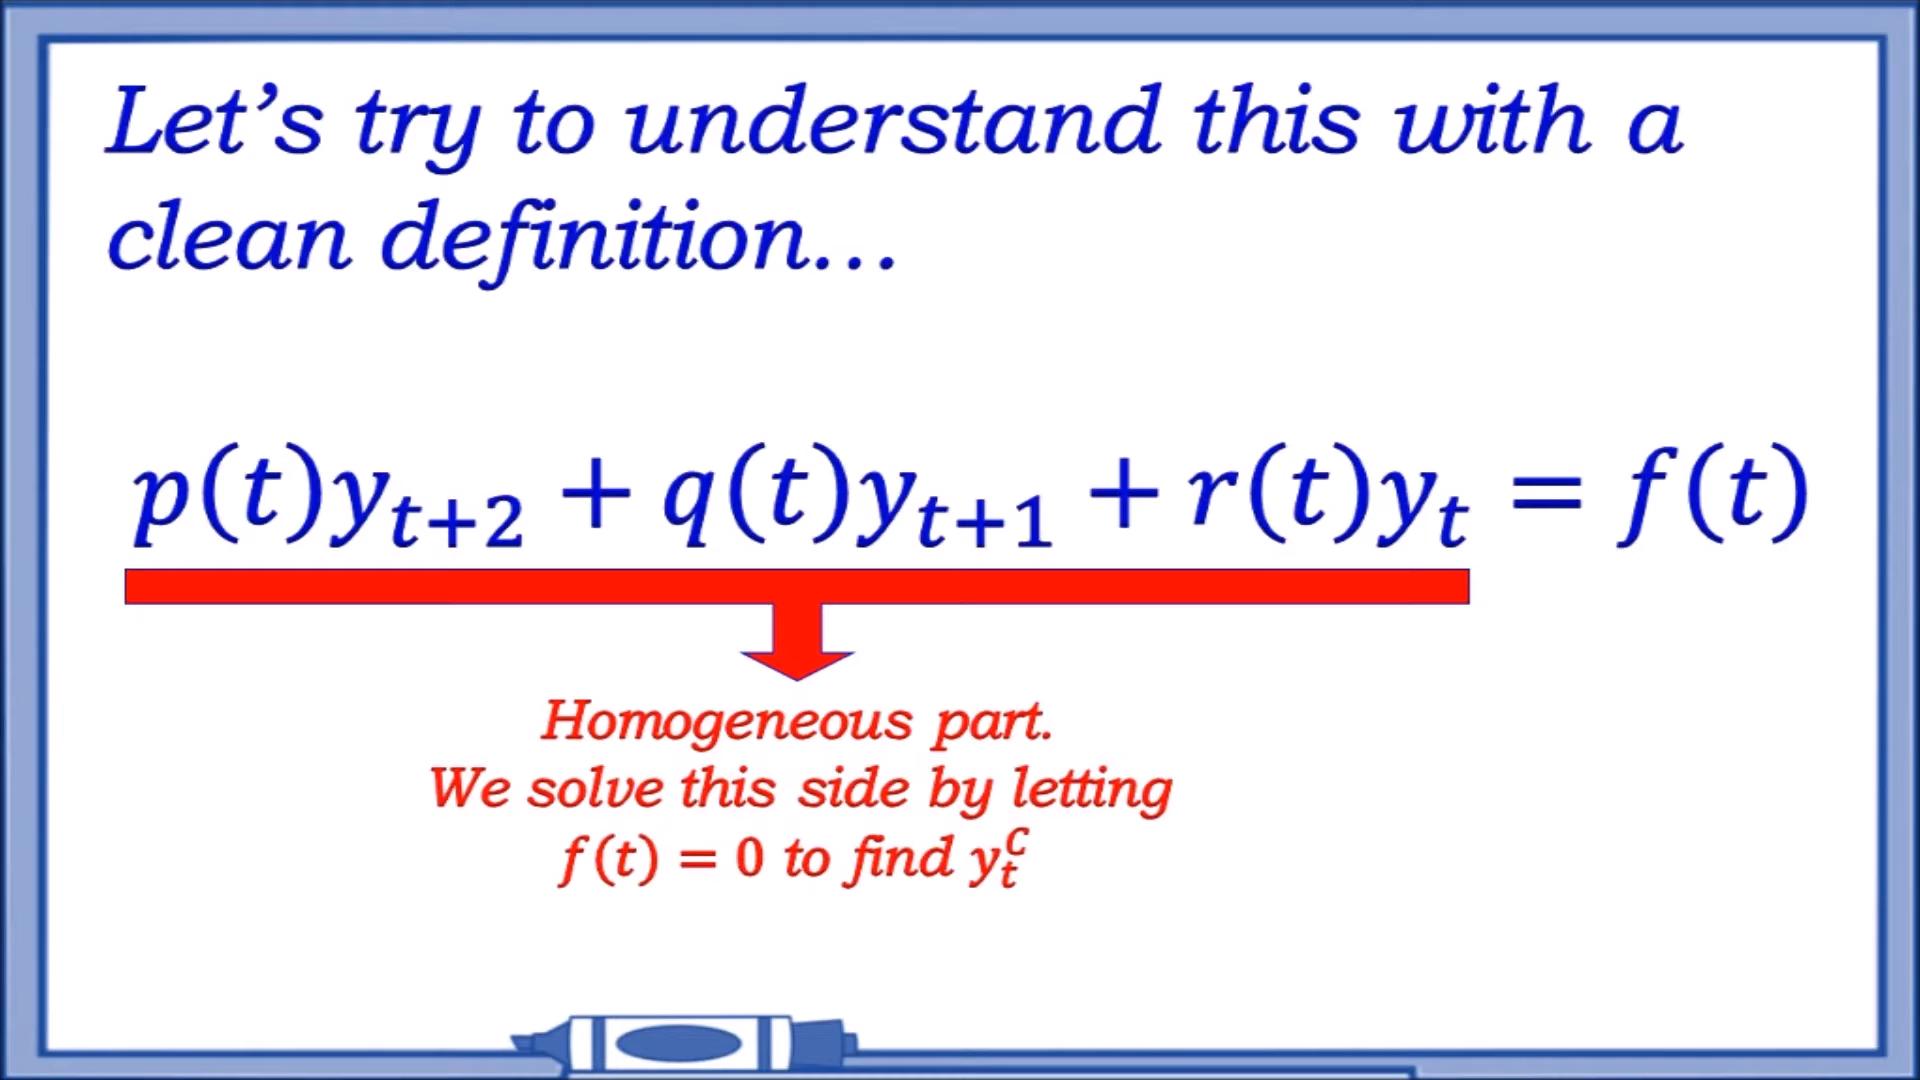 Let's try to understand this with a
clean definition...
p(t)y_{t+2} + q(t)y_{t+1} + r(t)y_t = f(t)
Homogeneous part.
We solve this side by letting
f(t) = 0 to find y_t^C